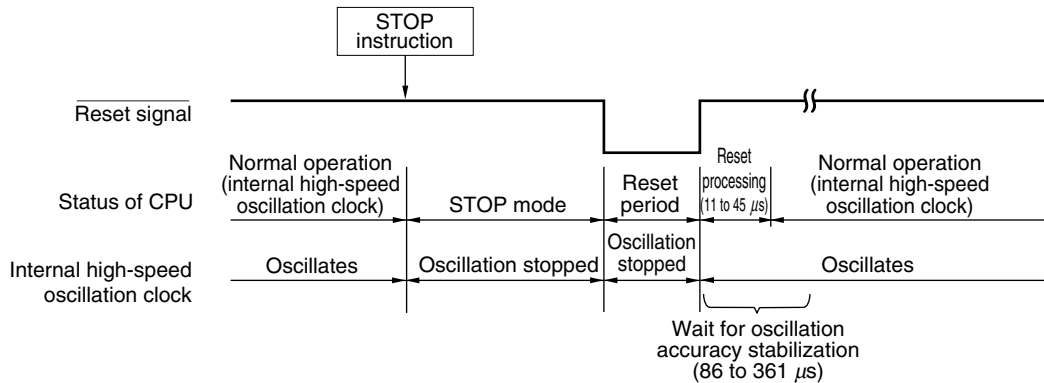 STOP
instruction
Reset signal
Status of CPU
Normal operation
(internal high-speed
oscillation clock)
STOP mode
Reset
period
Reset
processing
(11 to 45 μs)
Normal operation
(internal high-speed
oscillation clock)
Internal high-speed
oscillation clock
Oscillates
Oscillation stopped
Oscillation
stopped
Oscillates
Wait for oscillation
accuracy stabilization
(86 to 361 μs)